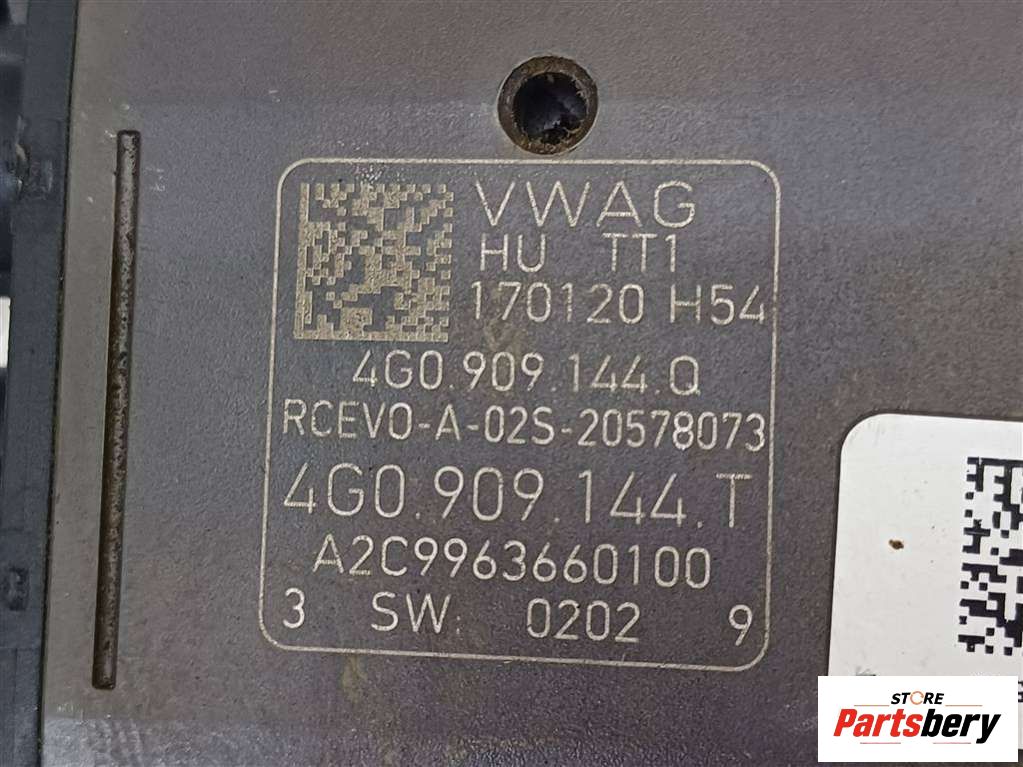 VWAG
HU TT1
170120 H54
4G0.909.144.Q
RCEVO-A-02S-20578073
4G0.909.144.T
A2C9963660100
3 SW: 0202 9
STORE
Partsbery